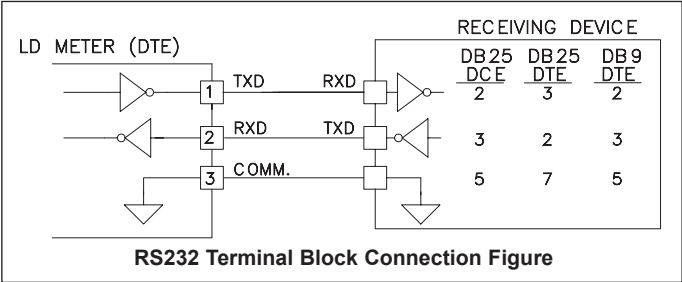 RECEIVING DEVICE
LD METER (DTE)
DB25 DB25 DB9
DCE DTE DTE
1 TXD RXD 2 3 2
2 RXD TXD 3 2 3
3 COMM. 5 7 5
RS232 Terminal Block Connection Figure